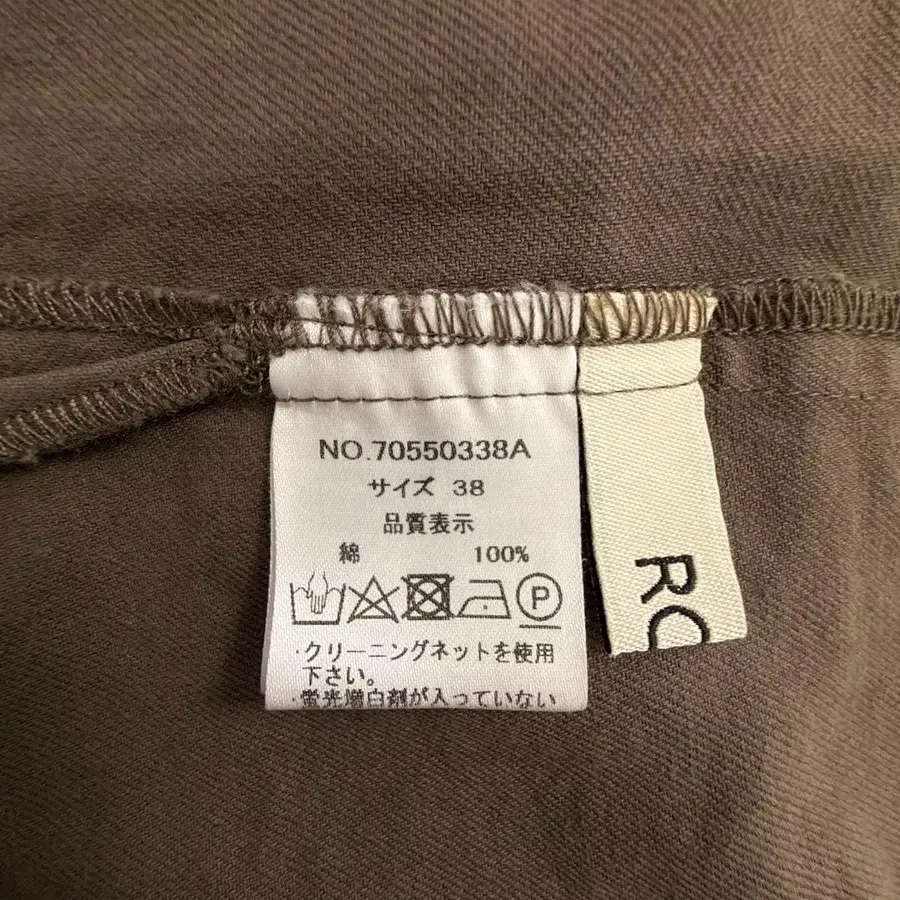 NO.70550338A
サイズ 38
品質表示
綿 100%
P
・クリーニングネットを使用
下さい。
・蛍光増白剤が入っていない
RO